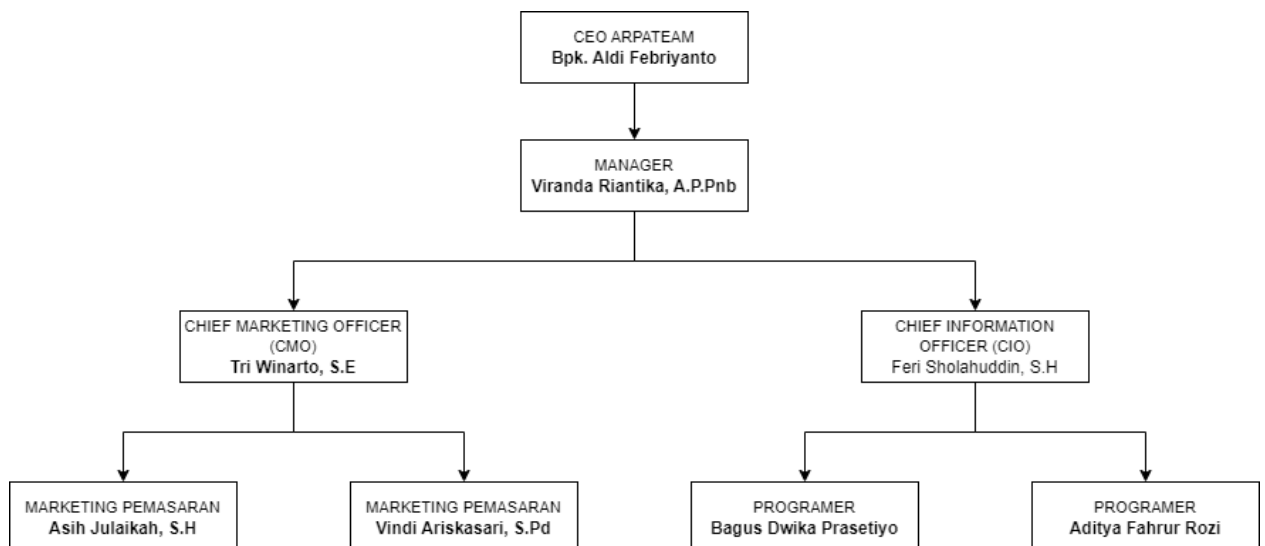 CEO ARPATEAM
Bpk. Aldi Febriyanto
MANAGER
Viranda Riantika, A.P.Pnb
CHIEF MARKETING OFFICER
(CMO)
Tri Winarto, S.E
CHIEF INFORMATION
OFFICER (CIO)
Feri Sholahuddin, S.H
MARKETING PEMASARAN
Asih Julaikah, S.H
MARKETING PEMASARAN
Vindi Ariskasari, S.Pd
PROGRAMER
Bagus Dwika Prasetiyo
PROGRAMER
Aditya Fahrur Rozi